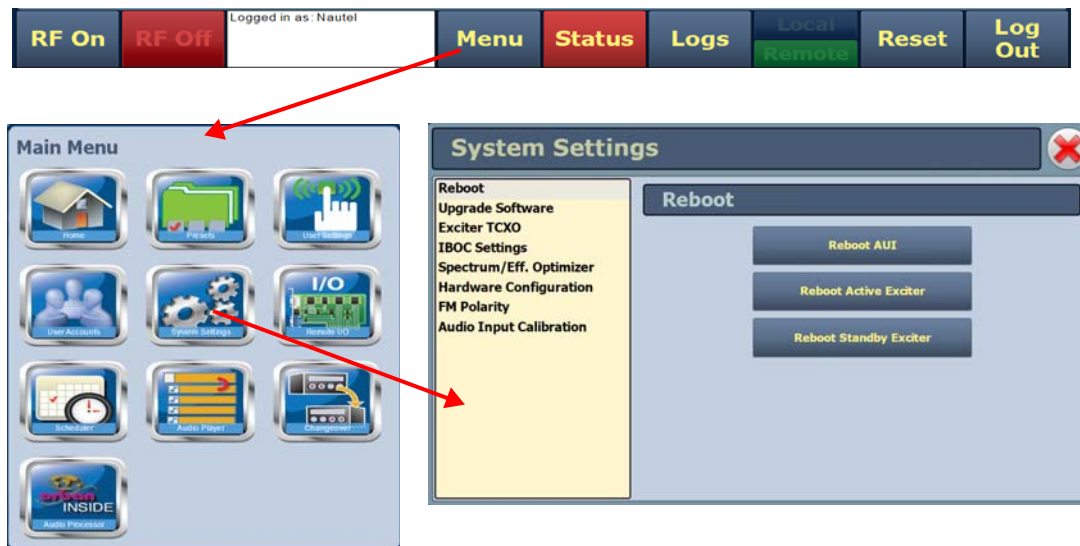 RF On
RF Off
Logged in as: Nautel
Menu
Status
Logs
Local
Remote
Reset
Log
Out
Main Menu
Home
Presets
User Settings
User Accounts
System Settings
I/O
Remote I/O
Scheduler
Audio Player
Changeover
orban
INSIDE
Audio Processor
System Settings
Reboot
Upgrade Software
Exciter TCXO
IBOC Settings
Spectrum/Eff. Optimizer
Hardware Configuration
FM Polarity
Audio Input Calibration
Reboot
Reboot AUI
Reboot Active Exciter
Reboot Standby Exciter